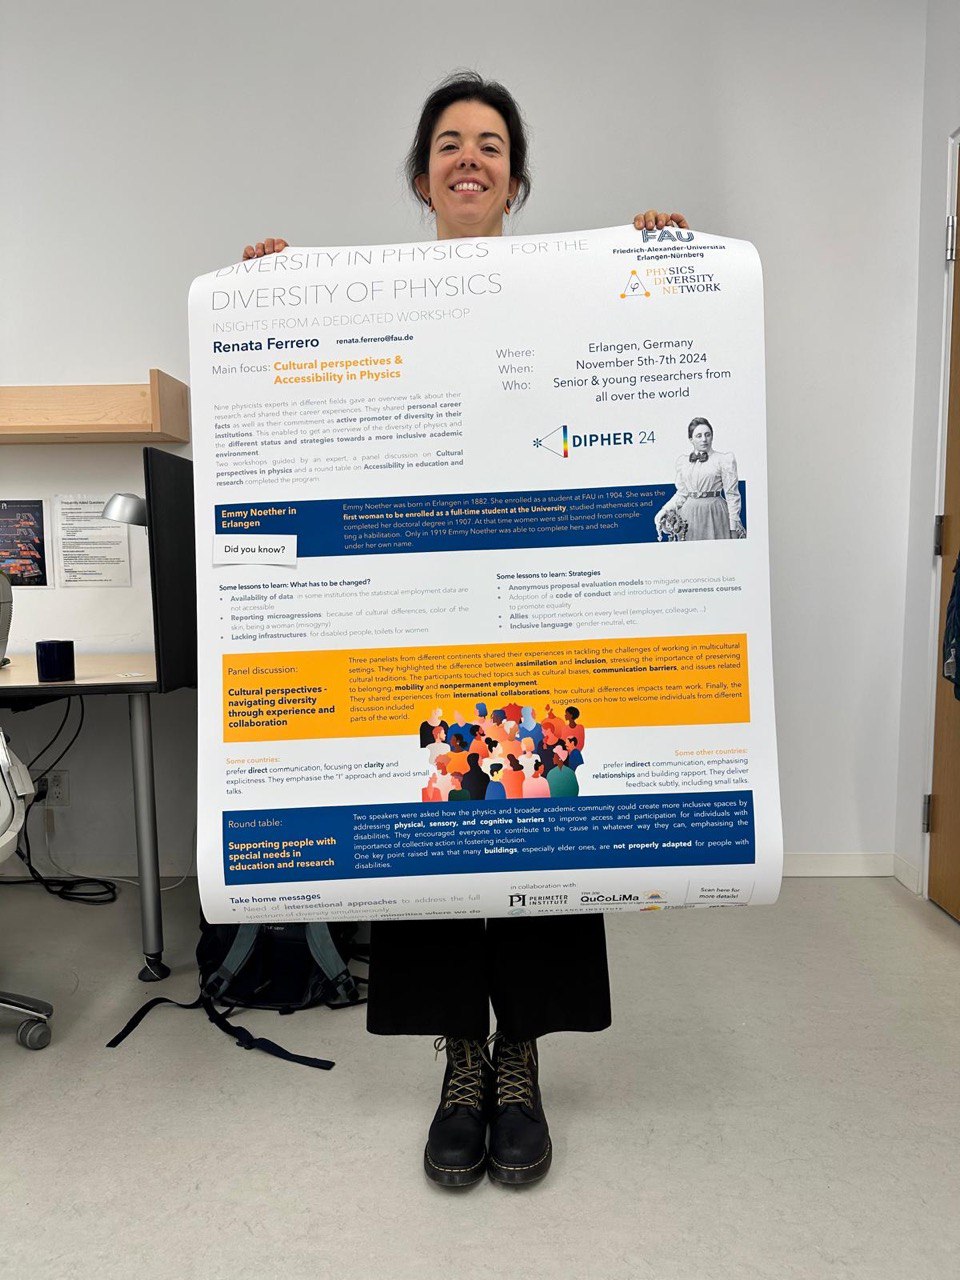 DIVERSITY IN PHYSICS FOR THE
DIVERSITY OF PHYSICS
INSIGHTS FROM A DEDICATED WORKSHOP
Renata Ferrero renata.ferrero@fau.de
Main focus: Cultural perspectives &
Accessibility in Physics
FAU
Friedrich-Alexander-Universität
Erlangen-Nürnberg
PHYSICS
DIVERSITY
NETWORK
Where: Erlangen, Germany
When: November 5th-7th 2024
Who: Senior & young researchers from
all over the world
Nine physicists experts in different fields gave an overview talk about their
research and shared their career experiences. They shared personal career
facts as well as their commitment as active promoter of diversity in their
institutions. This enabled to get an overview of the diversity of physics and
the different status and strategies towards a more inclusive academic
environment.
Two workshops guided by an expert, a panel discussion on Cultural
perspectives in physics and a round table on Accessibility in education and
research completed the program.
DIPHER 24
Emmy Noether in
Erlangen
Did you know?
Emmy Noether was born in Erlangen in 1882. She enrolled as a student at FAU in 1904. She was the
first woman to be enrolled as a full-time student at the University, studied mathematics and
completed her doctoral degree in 1907. At that time women were still banned from comple-
ting a habilitation. Only in 1919 Emmy Noether was able to complete hers and teach
under her own name.
Some lessons to learn: What has to be changed?
• Availability of data: in some institutions the statistical employment data are
not accessible
• Reporting microagressions: because of cultural differences, color of the
skin, being a woman (misogyny)
• Lacking infrastructures: for disabled people, toilets for women
Some lessons to learn: Strategies
• Anonymous proposal evaluation models to mitigate unconscious bias
• Adoption of a code of conduct and introduction of awareness courses
to promote equality
• Allies: support network on every level (employer, colleague, ..)
• Inclusive language: gender neutral, etc.
Panel discussion:
Cultural perspectives -
navigating diversity
through experience and
collaboration
Three panelists from different continents shared their experiences in tackling the challenges of working in multicultural
settings. They highlighted the difference between assimilation and inclusion, stressing the importance of preserving
cultural traditions. The participants touched topics such as cultural biases, communication barriers, and issues related
to belonging, mobility and nonpermanent employment.
They shared experiences from international collaborations, how cultural differences impacts team work. Finally, the
discussion included suggestions on how to welcome individuals from different
parts of the world.
Some countries:
prefer direct communication, focusing on clarity and
explicitness. They emphasise the "I" approach and avoid small
talks.
Some other countries:
prefer indirect communication, emphasising
relationships and building rapport. They deliver
feedback subtly, including small talks.
Round table:
Supporting people with
special needs in
education and research
Two speakers were asked how the physics and broader academic community could create more inclusive spaces by
addressing physical, sensory, and cognitive barriers to improve access and participation for individuals with
disabilities. They encouraged everyone to contribute to the cause in whatever way they can, emphasising the
importance of collective action in fostering inclusion.
One key point raised was that many buildings, especially elder ones, are not properly adapted for people with
disabilities.
Take home messages
• Need of intersectional approaches to address the full
spectrum of diversity simultaneously
in collaboration with
PI PERIMETER
INSTITUTE
QuCoLiMa
MAX PLANCK INSTITUTE
Scan here for
more details!
Frequently Asked Questions